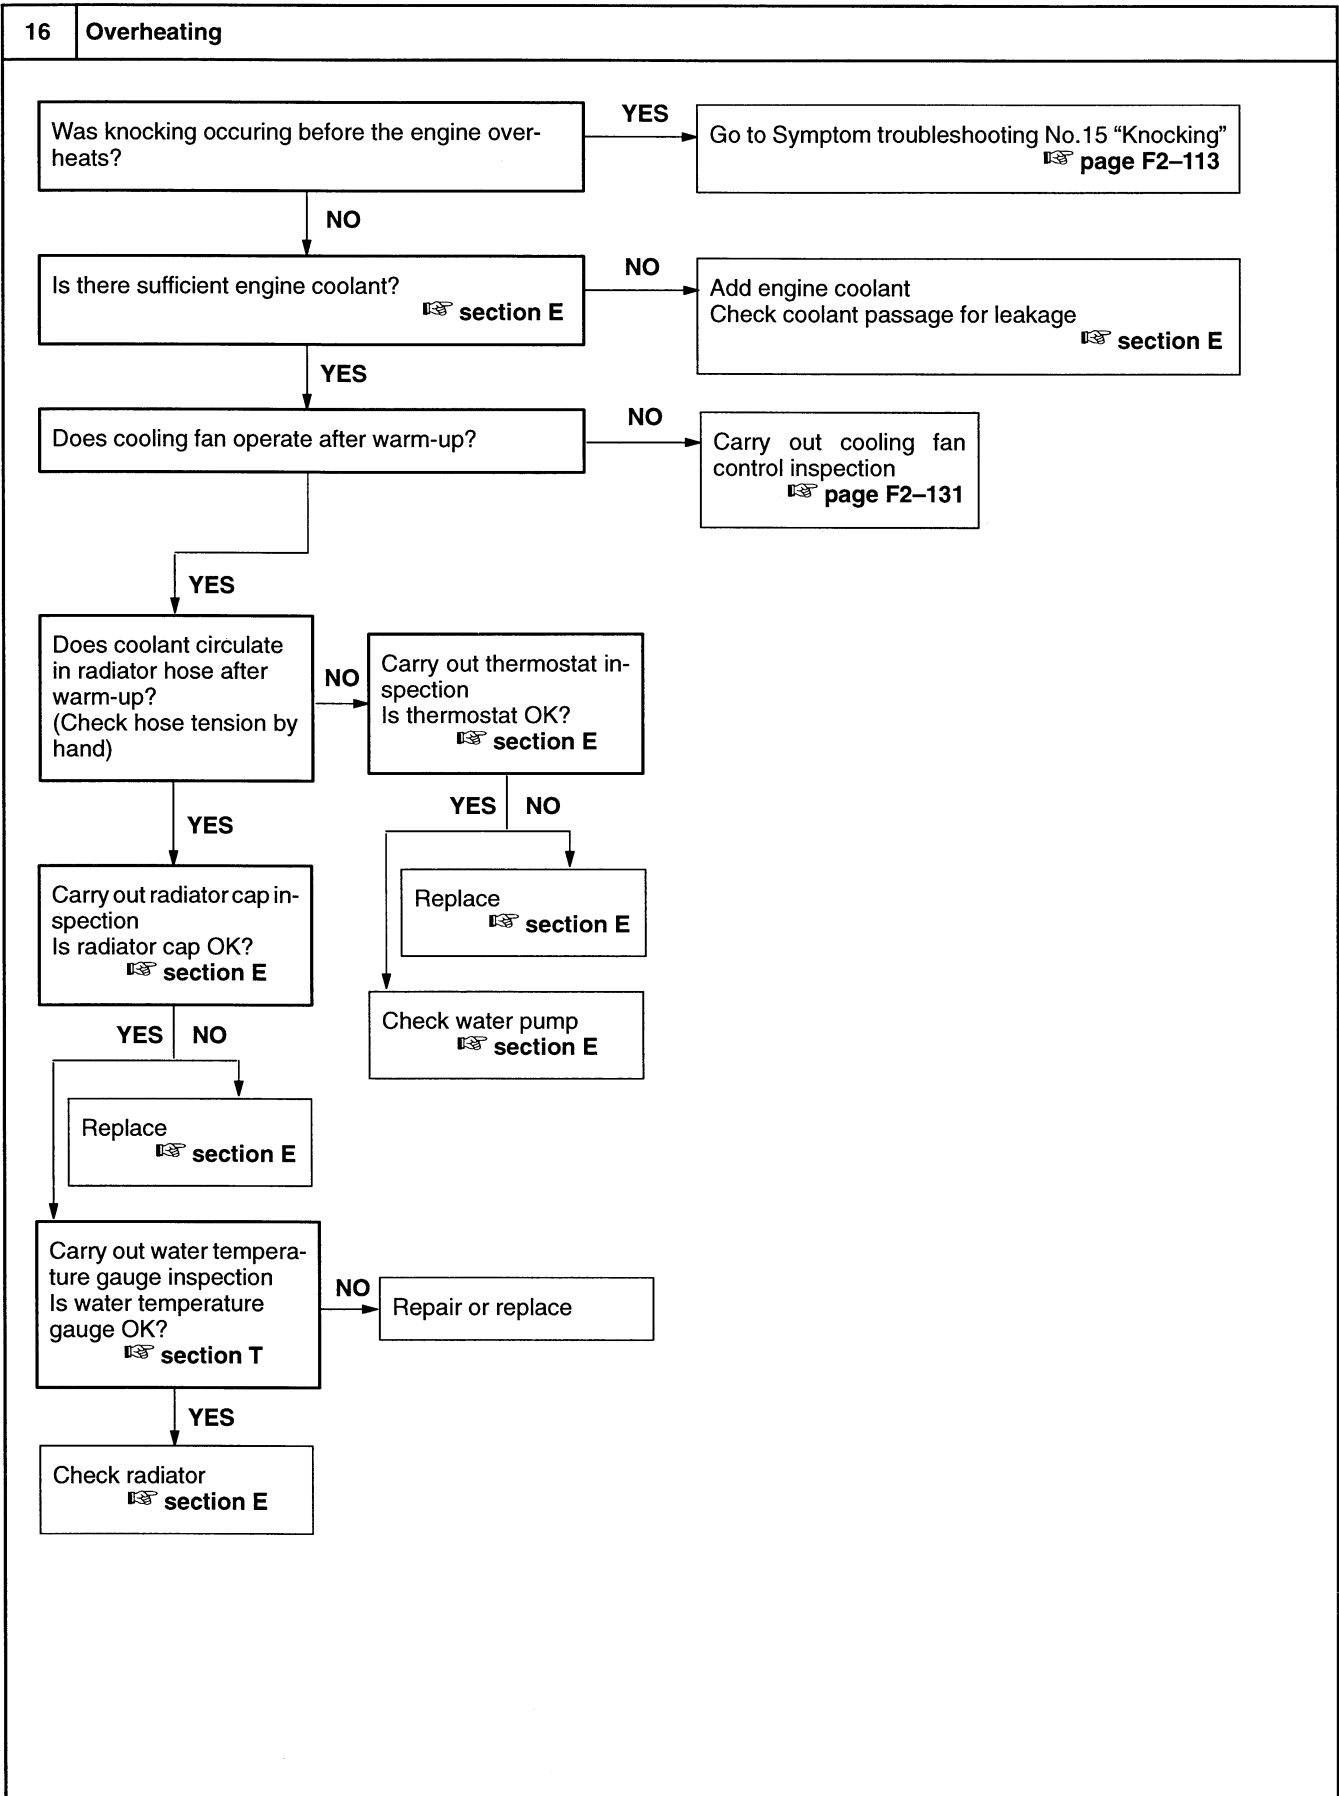 16 Overheating
Was knocking occuring before the engine over-
heats?
YES
Go to Symptom troubleshooting No.15 “Knocking”
☞ page F2–113
NO
Is there sufficient engine coolant?
☞ section E
NO
Add engine coolant
Check coolant passage for leakage
☞ section E
YES
Does cooling fan operate after warm-up?
NO
Carry out cooling fan
control inspection
☞ page F2–131
YES
Does coolant circulate
in radiator hose after
warm-up?
(Check hose tension by
hand)
NO
Carry out thermostat in-
spection
Is thermostat OK?
☞ section E
YES NO
Replace
☞ section E
Check water pump
☞ section E
YES
Carry out radiator cap in-
spection
Is radiator cap OK?
☞ section E
YES NO
Replace
☞ section E
Carry out water tempera-
ture gauge inspection
Is water temperature
gauge OK?
☞ section T
NO
Repair or replace
YES
Check radiator
☞ section E